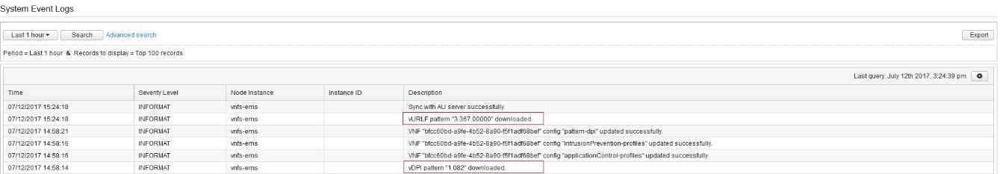 System Event Logs
Last 1 hour Search Advanced search Export
Period = Last 1 hour & Records to display = Top 100 records
Last query: July 12th 2017, 3:24:39 pm
Time Severity Level Node Instance Instance ID Description
07/12/2017 15:24:18 INFORMAT vnfs-ems Sync with AU server successfully.
07/12/2017 15:24:18 INFORMAT vnfs-ems vURLF pattern "3.367.00000" downloaded.
07/12/2017 14:58:21 INFORMAT vnfs-ems VNF "bfcc60bd-a9fe-4b52-8a90-f5f1adf68bef" config "pattern-dpi" updated successfully.
07/12/2017 14:58:16 INFORMAT vnfs-ems VNF "bfcc60bd-a9fe-4b52-8a90-f5f1adf68bef" config "intrusionPrevention-profiles" updated successfully.
07/12/2017 14:58:16 INFORMAT vnfs-ems VNF "bfcc60bd-a9fe-4b52-8a90-f5f1adf68bef" config "applicationControl-profiles" updated successfully.
07/12/2017 14:58:14 INFORMAT vnfs-ems vDPI pattern "1.082" downloaded.